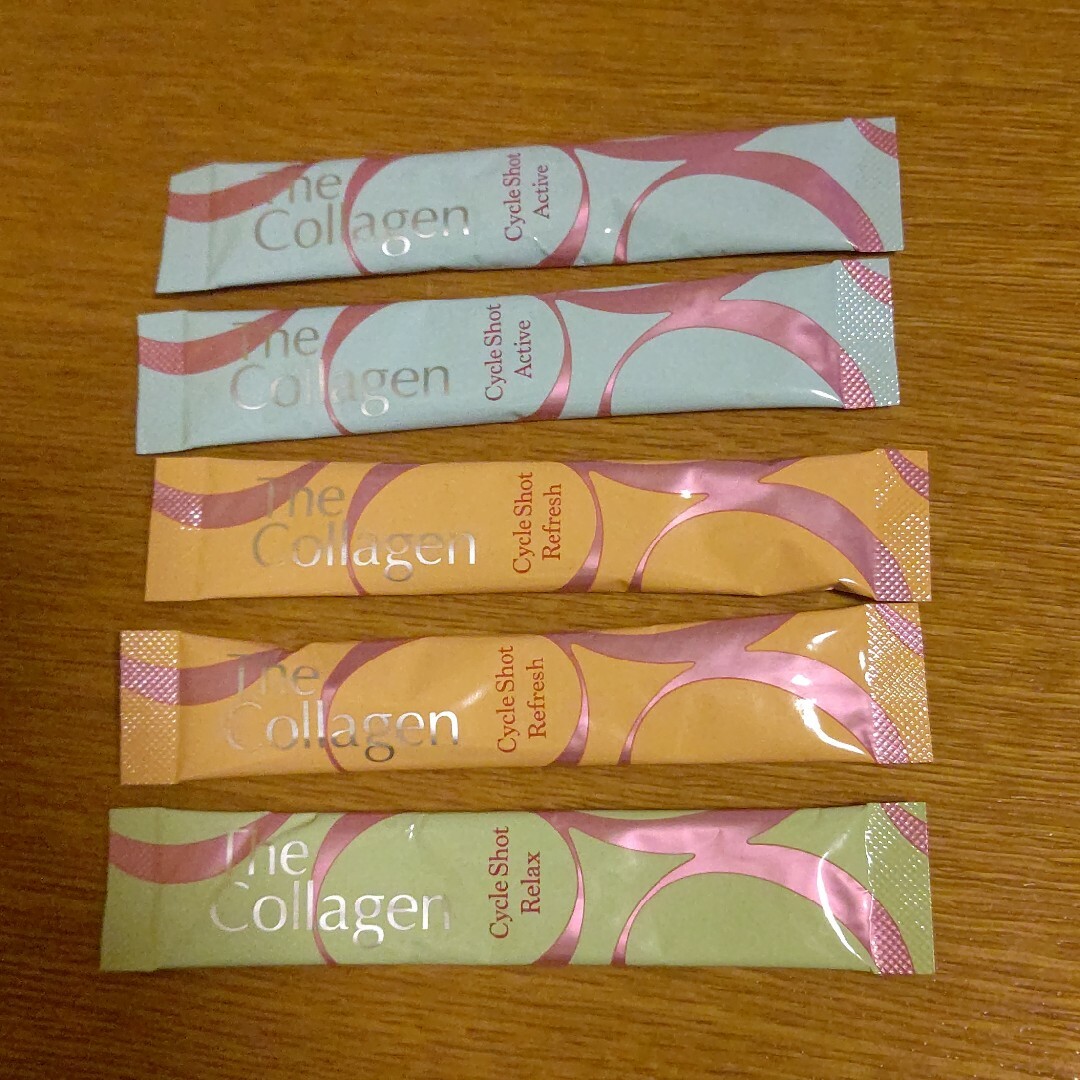 The
Collagen
Cycle Shot
Active
The
Collagen
Cycle Shot
Active
The
Collagen
Cycle Shot
Refresh
The
Collagen
Cycle Shot
Refresh
The
Collagen
Cycle Shot
Relax